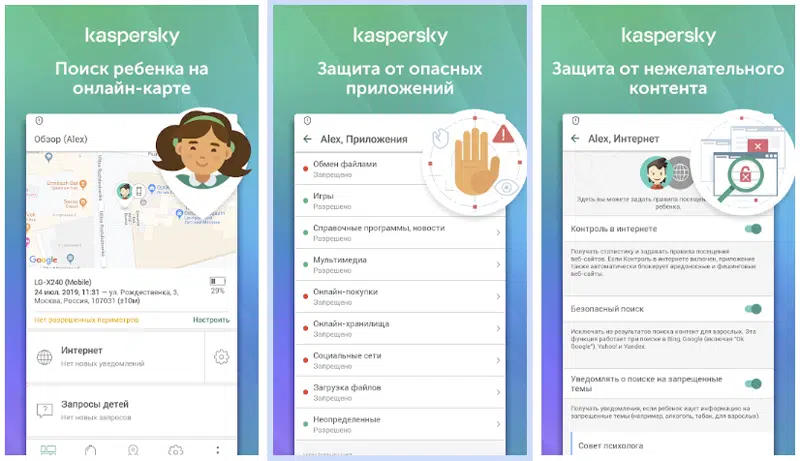 kaspersky
Поиск ребенка на
онлайн-карте
Обзор (Alex)
Google
LG-X240 (Mobile)
24 июл. 2019, 11:31 — ул. Рождественка, 3,
Москва, Россия, 107031 (±10м)
29%
Нет разрешенных периметров
Настроить
Интернет
Нет новых уведомлений
Запросы детей
Нет новых запросов
kaspersky
Защита от опасных
приложений
Alex, Приложения
Обмен файлами
Запрещено
Игры
Разрешено
Справочные программы, новости
Разрешено
Мультимедиа
Разрешено
Онлайн-покупки
Запрещено
Онлайн-хранилища
Запрещено
Социальные сети
Запрещено
Загрузка файлов
Запрещено
Неопределенные
Разрешено
kaspersky
Защита от нежелательного
контента
Alex, Интернет
Здесь вы можете задать правила
ребенка.
Контроль в интернете
Получать статистику и задавать правила посещения
веб-сайтов. Если Контроль в интернете включен, приложение
также автоматически блокирует вредоносные и фишинговые
веб-сайты.
Безопасный поиск
Исключать из результатов поиска контент для взрослых. Эта
функция работает при поиске в Bing, Google (включая "Ok
Google"), Yahoo! и Yandex.
Уведомлять о поиске на запрещенные
темы
Получать уведомления, если ребенок ищет информацию на
запрещенные темы (например, алкоголь, табак, для взрослых).
Совет психолога